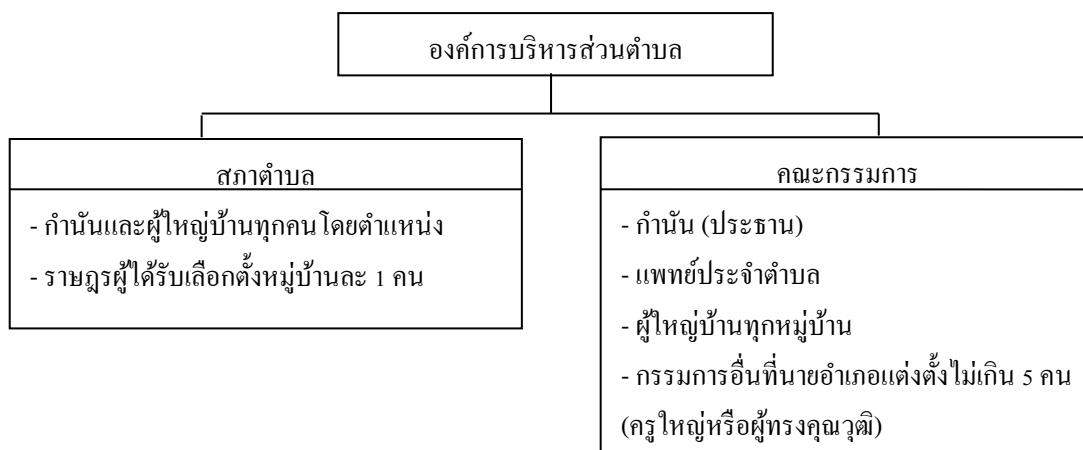 องค์การบริหารส่วนตำบล
สภาตำบล
- กำนันและผู้ใหญ่บ้านทุกคนโดยตำแหน่ง
- ราษฎรผู้ได้รับเลือกตั้งหมู่บ้านละ 1 คน
คณะกรรมการ
- กำนัน (ประธาน)
- แพทย์ประจำตำบล
- ผู้ใหญ่บ้านทุกหมู่บ้าน
- กรรมการอื่นที่นายอำเภอแต่งตั้งไม่เกิน 5 คน
(ครูใหญ่หรือผู้ทรงคุณวุฒิ)